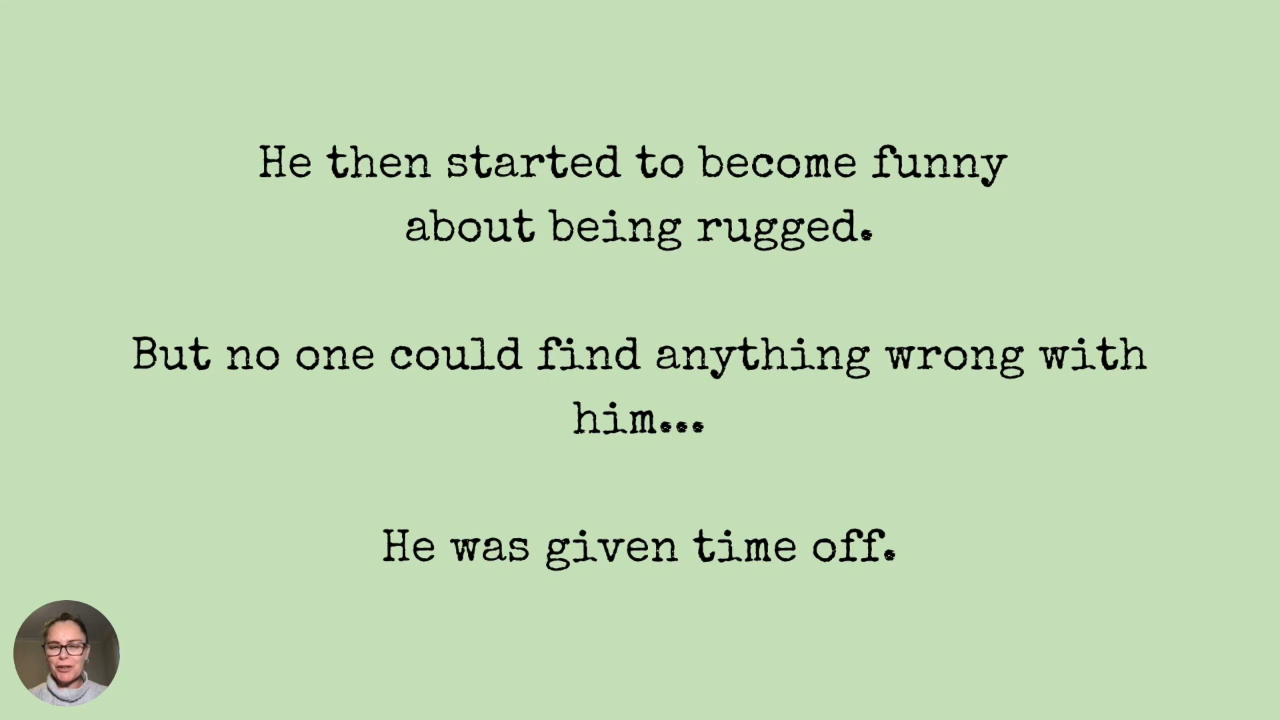 He then started to become funny
about being rugged.
But no one could find anything wrong with
him...
He was given time off.